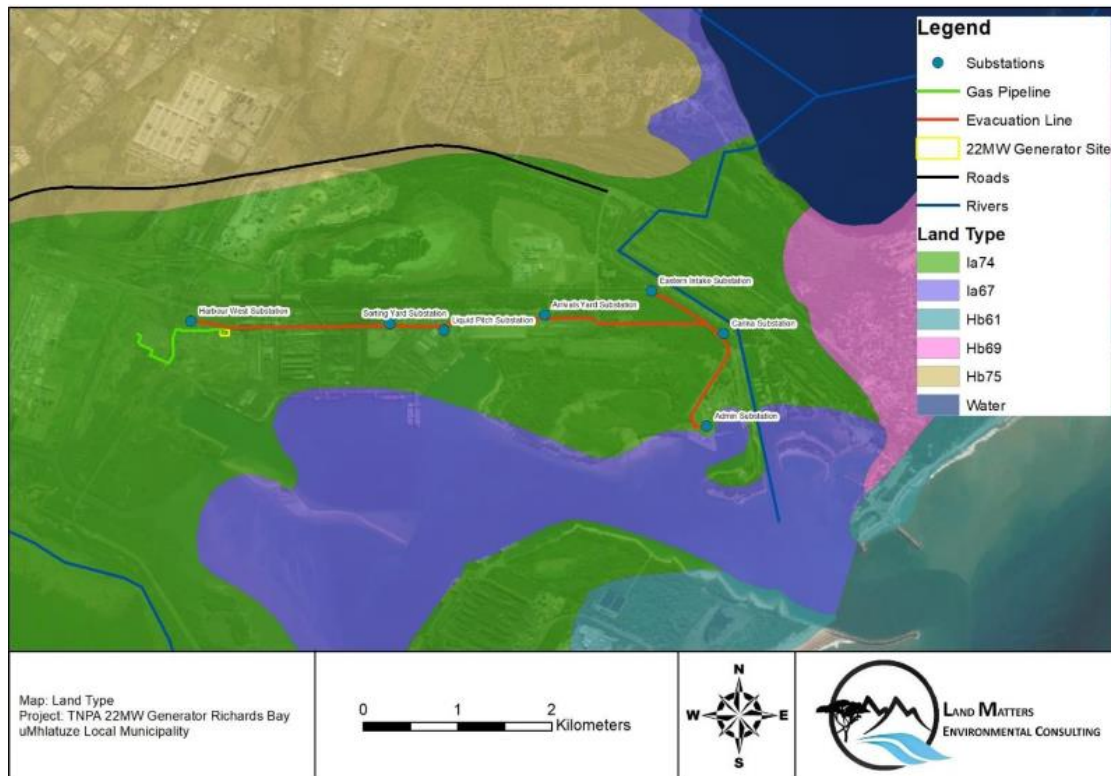 Legend
Substations
Gas Pipeline
Evacuation Line
22MW Generator Site
Roads
Rivers
Land Type
Ia74
Ia67
Hb61
Hb69
Hb75
Water
Eastern Intake Substation
Harbour West Substation
Sorting Yard Substation
Arrivals Yard Substation
Liquid Pitch Substation
Carina Substation
Admin Substation
Map: Land Type
Project: TNPA 22MW Generator Richards Bay
uMhlatuze Local Municipality
0 1 2
Kilometers
N
W E
S
LAND MATTERS
ENVIRONMENTAL CONSULTING